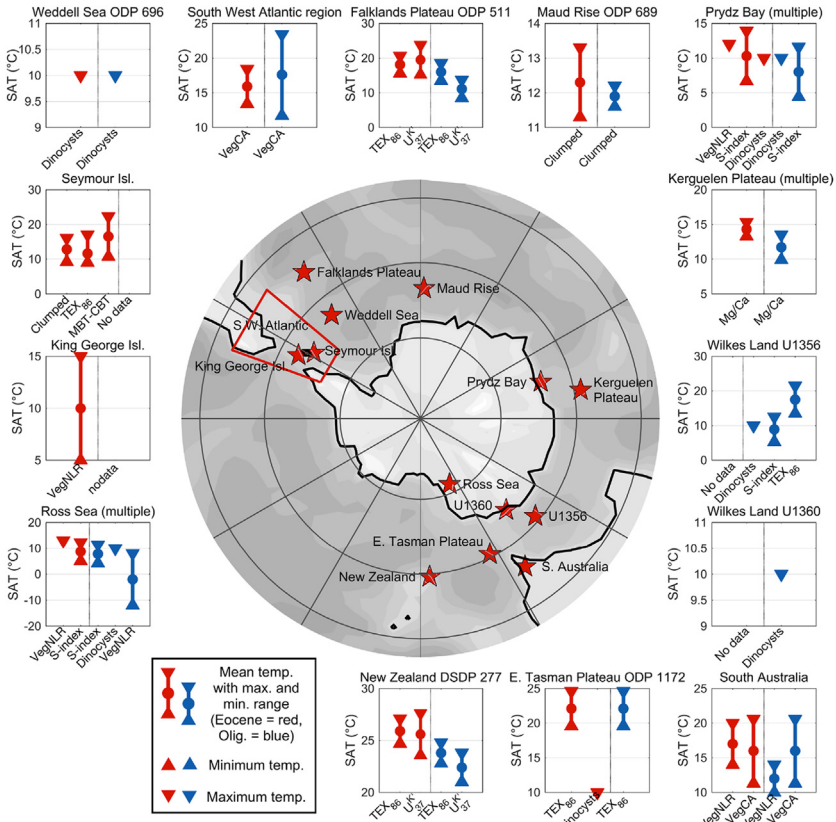 Weddell Sea ODP 696
SAT (°C)
11
10.5
10
9.5
9
Dinocysts
Dinocysts
South West Atlantic region
SAT (°C)
25
20
15
10
VegCA
VegCA
Falklands Plateau ODP 511
SAT (°C)
30
20
10
0
TEX86
UK'37
TEX86
UK'37
Maud Rise ODP 689
SAT (°C)
14
13
12
11
Clumped
Clumped
Prydz Bay (multiple)
SAT (°C)
15
10
5
0
VegNLR
S-index
Dinocysts
Dinocysts
S-index
Seymour Isl.
SAT (°C)
30
20
10
0
Clumped
TEX86
MBT-CBT
No data
Kerguelen Plateau (multiple)
SAT (°C)
20
15
10
5
Mg/Ca
Mg/Ca
King George Isl.
SAT (°C)
15
10
5
VegNLR
nodata
Wilkes Land U1356
SAT (°C)
30
20
10
0
No data
Dinocysts
S-index
TEX86
Ross Sea (multiple)
SAT (°C)
20
10
0
-10
-20
VegNLR
S-index
S-index
Dinocysts
VegNLR
Wilkes Land U1360
SAT (°C)
11
10.5
10
9.5
9
No data
Dinocysts
Falklands Plateau
Maud Rise
Weddell Sea
S.W. Atlantic
Seymour Isl.
King George Isl.
Prydz Bay
Kerguelen
Plateau
Ross Sea
U1360
U1356
E. Tasman Plateau
S. Australia
New Zealand
Mean temp.
with max. and
min. range
(Eocene = red,
Olig. = blue)
Minimum temp.
Maximum temp.
New Zealand DSDP 277
SAT (°C)
30
25
20
TEX86
UK'37
TEX86
UK'37
E. Tasman Plateau ODP 1172
SAT (°C)
25
20
15
10
TEX86
Dinocysts
TEX86
South Australia
SAT (°C)
25
20
15
10
VegNLR
VegCA
VegNLR
VegCA